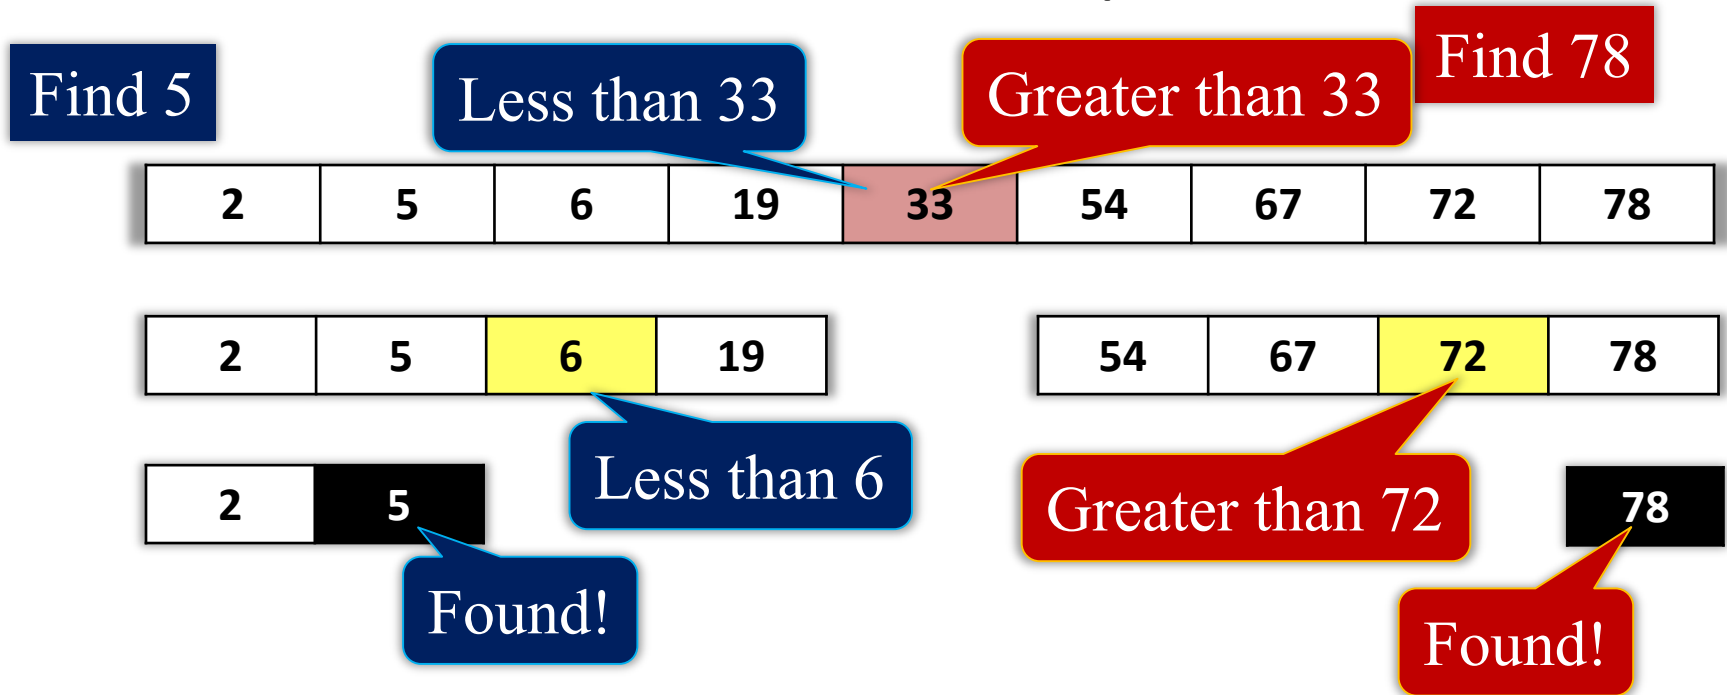 Find 5
Less than 33
Greater than 33
Find 78
2 5 6 19 33 54 67 72 78
2 5 6 19
54 67 72 78
Less than 6
Greater than 72
2 5
78
Found!
Found!